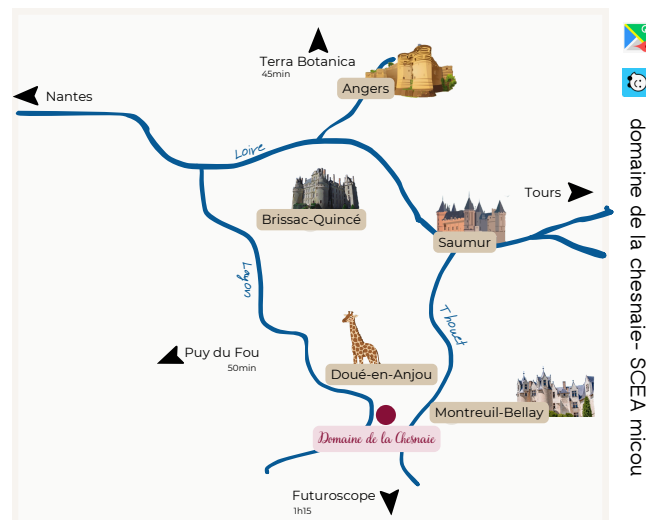 Terra Botanica
45min
Angers
Nantes
Loire
Tours
Brissac-Quincé
Saumur
Layon
Thouet
Puy du Fou
50min
Doué-en-Anjou
Montreuil-Bellay
Domaine de la Chesnaie
Futuroscope
1h15
domaine de la chesnaie- SCEA micou